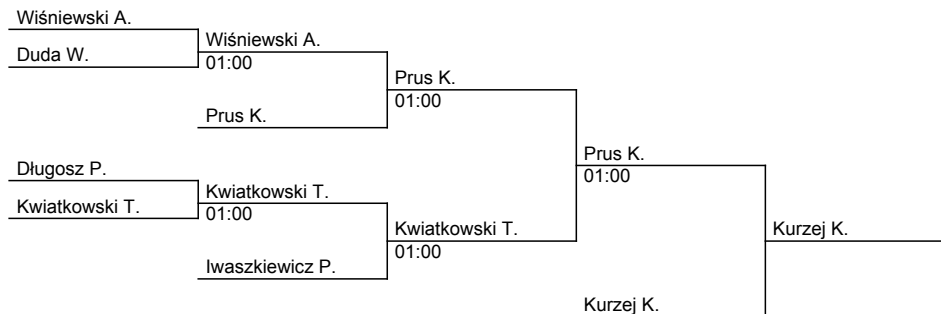 Wiśniewski A.
Duda W.
Wiśniewski A.
01:00
Prus K.
Prus K.
01:00
Długosz P.
Kwiatkowski T.
Kwiatkowski T.
01:00
Iwaszkiewicz P.
Kwiatkowski T.
01:00
Prus K.
01:00
Kurzej K.
Kurzej K.